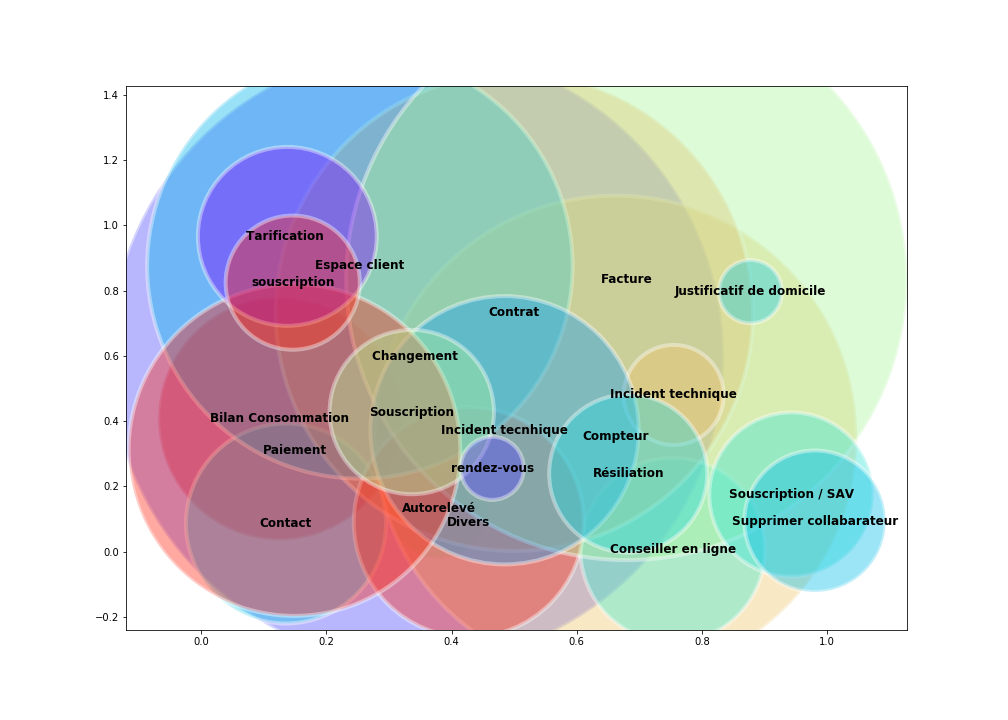 1.4
1.2
1.0
0.8
0.6
0.4
0.2
0.0
−0.2
Tarification
Espace client
souscription
Facture
Justificatif de domicile
Contrat
Changement
Incident technique
Souscription
Bilan Consommation
Incident tecnhique
Compteur
Paiement
rendez-vous
Résiliation
Souscription / SAV
Autorelevé
Divers
Contact
Supprimer collabarateur
Conseiller en ligne
0.0
0.2
0.4
0.6
0.8
1.0